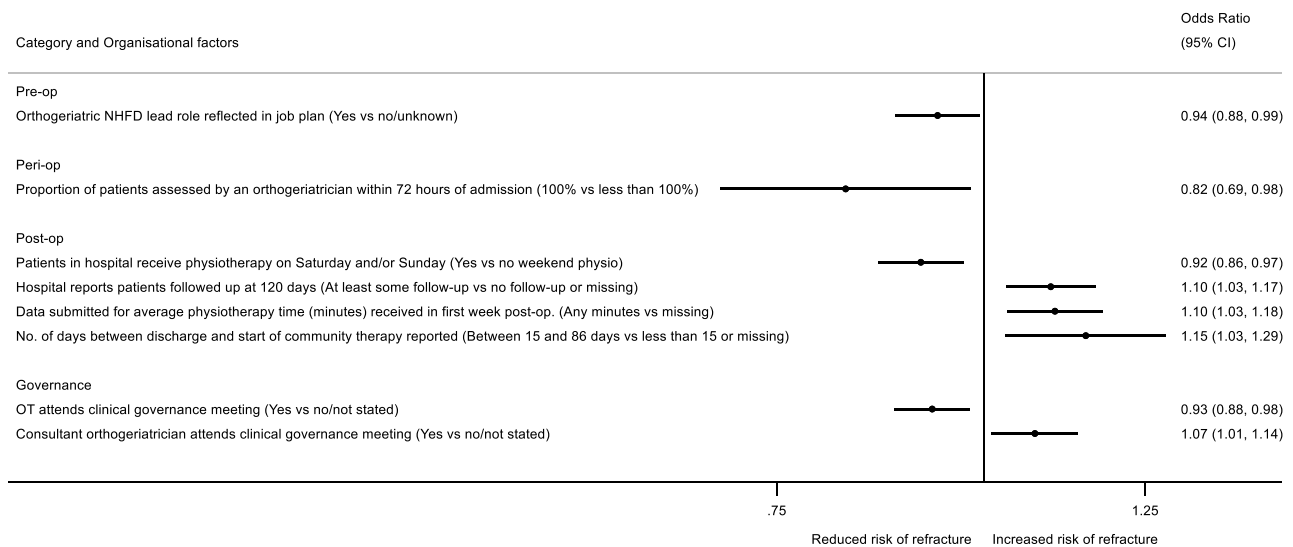 Odds Ratio
Category and Organisational factors (95% CI)
Pre-op
Orthogeriatric NHFD lead role reflected in job plan (Yes vs no/unknown) 0.94 (0.88, 0.99)
Peri-op
Proportion of patients assessed by an orthogeriatrician within 72 hours of admission (100% vs less than 100%) 0.82 (0.69, 0.98)
Post-op
Patients in hospital receive physiotherapy on Saturday and/or Sunday (Yes vs no weekend physio) 0.92 (0.86, 0.97)
Hospital reports patients followed up at 120 days (At least some follow-up vs no follow-up or missing) 1.10 (1.03, 1.17)
Data submitted for average physiotherapy time (minutes) received in first week post-op. (Any minutes vs missing) 1.10 (1.03, 1.18)
No. of days between discharge and start of community therapy reported (Between 15 and 86 days vs less than 15 or missing) 1.15 (1.03, 1.29)
Governance
OT attends clinical governance meeting (Yes vs no/not stated) 0.93 (0.88, 0.98)
Consultant orthogeriatrician attends clinical governance meeting (Yes vs no/not stated) 1.07 (1.01, 1.14)
.75 1.25
Reduced risk of refracture Increased risk of refracture